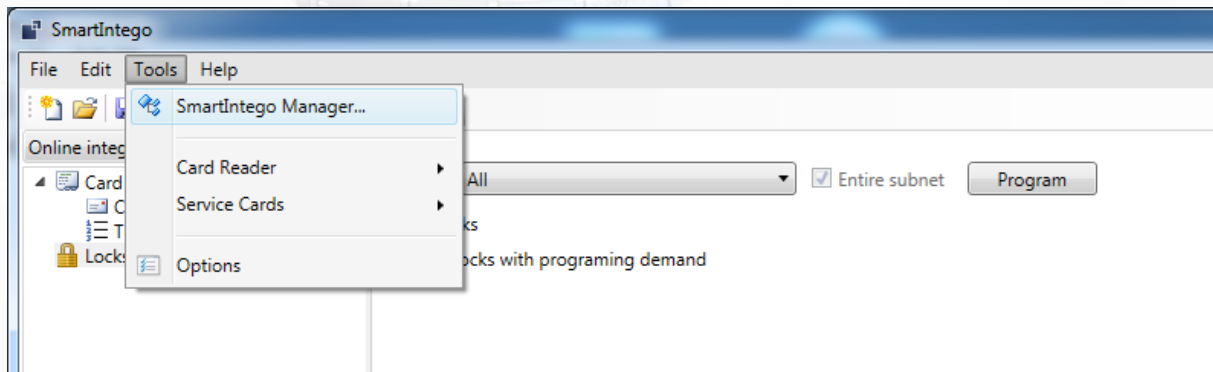 SmartIntego
File Edit Tools Help
SmartIntego Manager...
Online integ
Card Reader
All
Entire subnet
Program
Card
Service Cards
C
T
ks
Locks
Options
ocks with programing demand